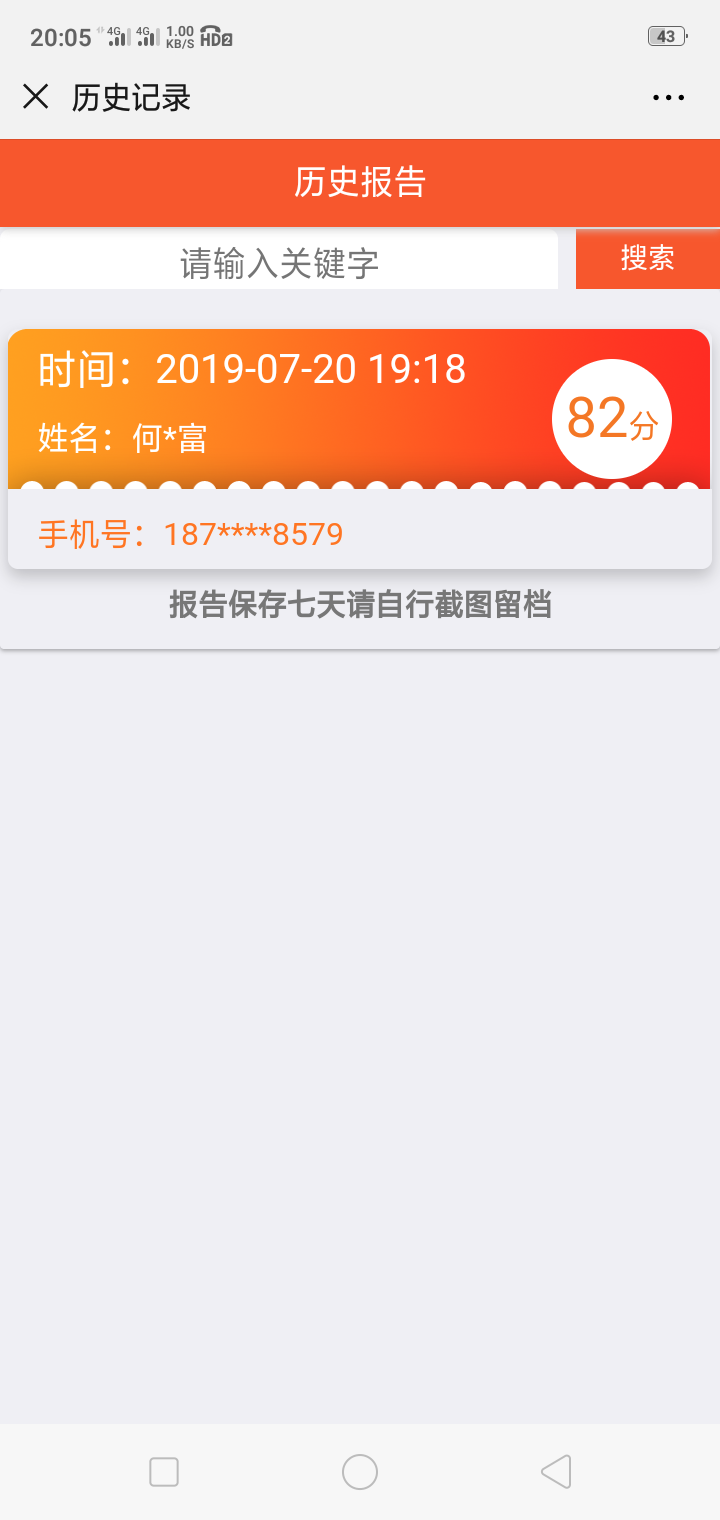 20:05 4G 4G 1.00 KB/S HD2 43
历史记录
历史报告
请输入关键字 搜索
时间：2019-07-20 19:18
姓名：何*富
82分
手机号：187****8579
报告保存七天请自行截图留档